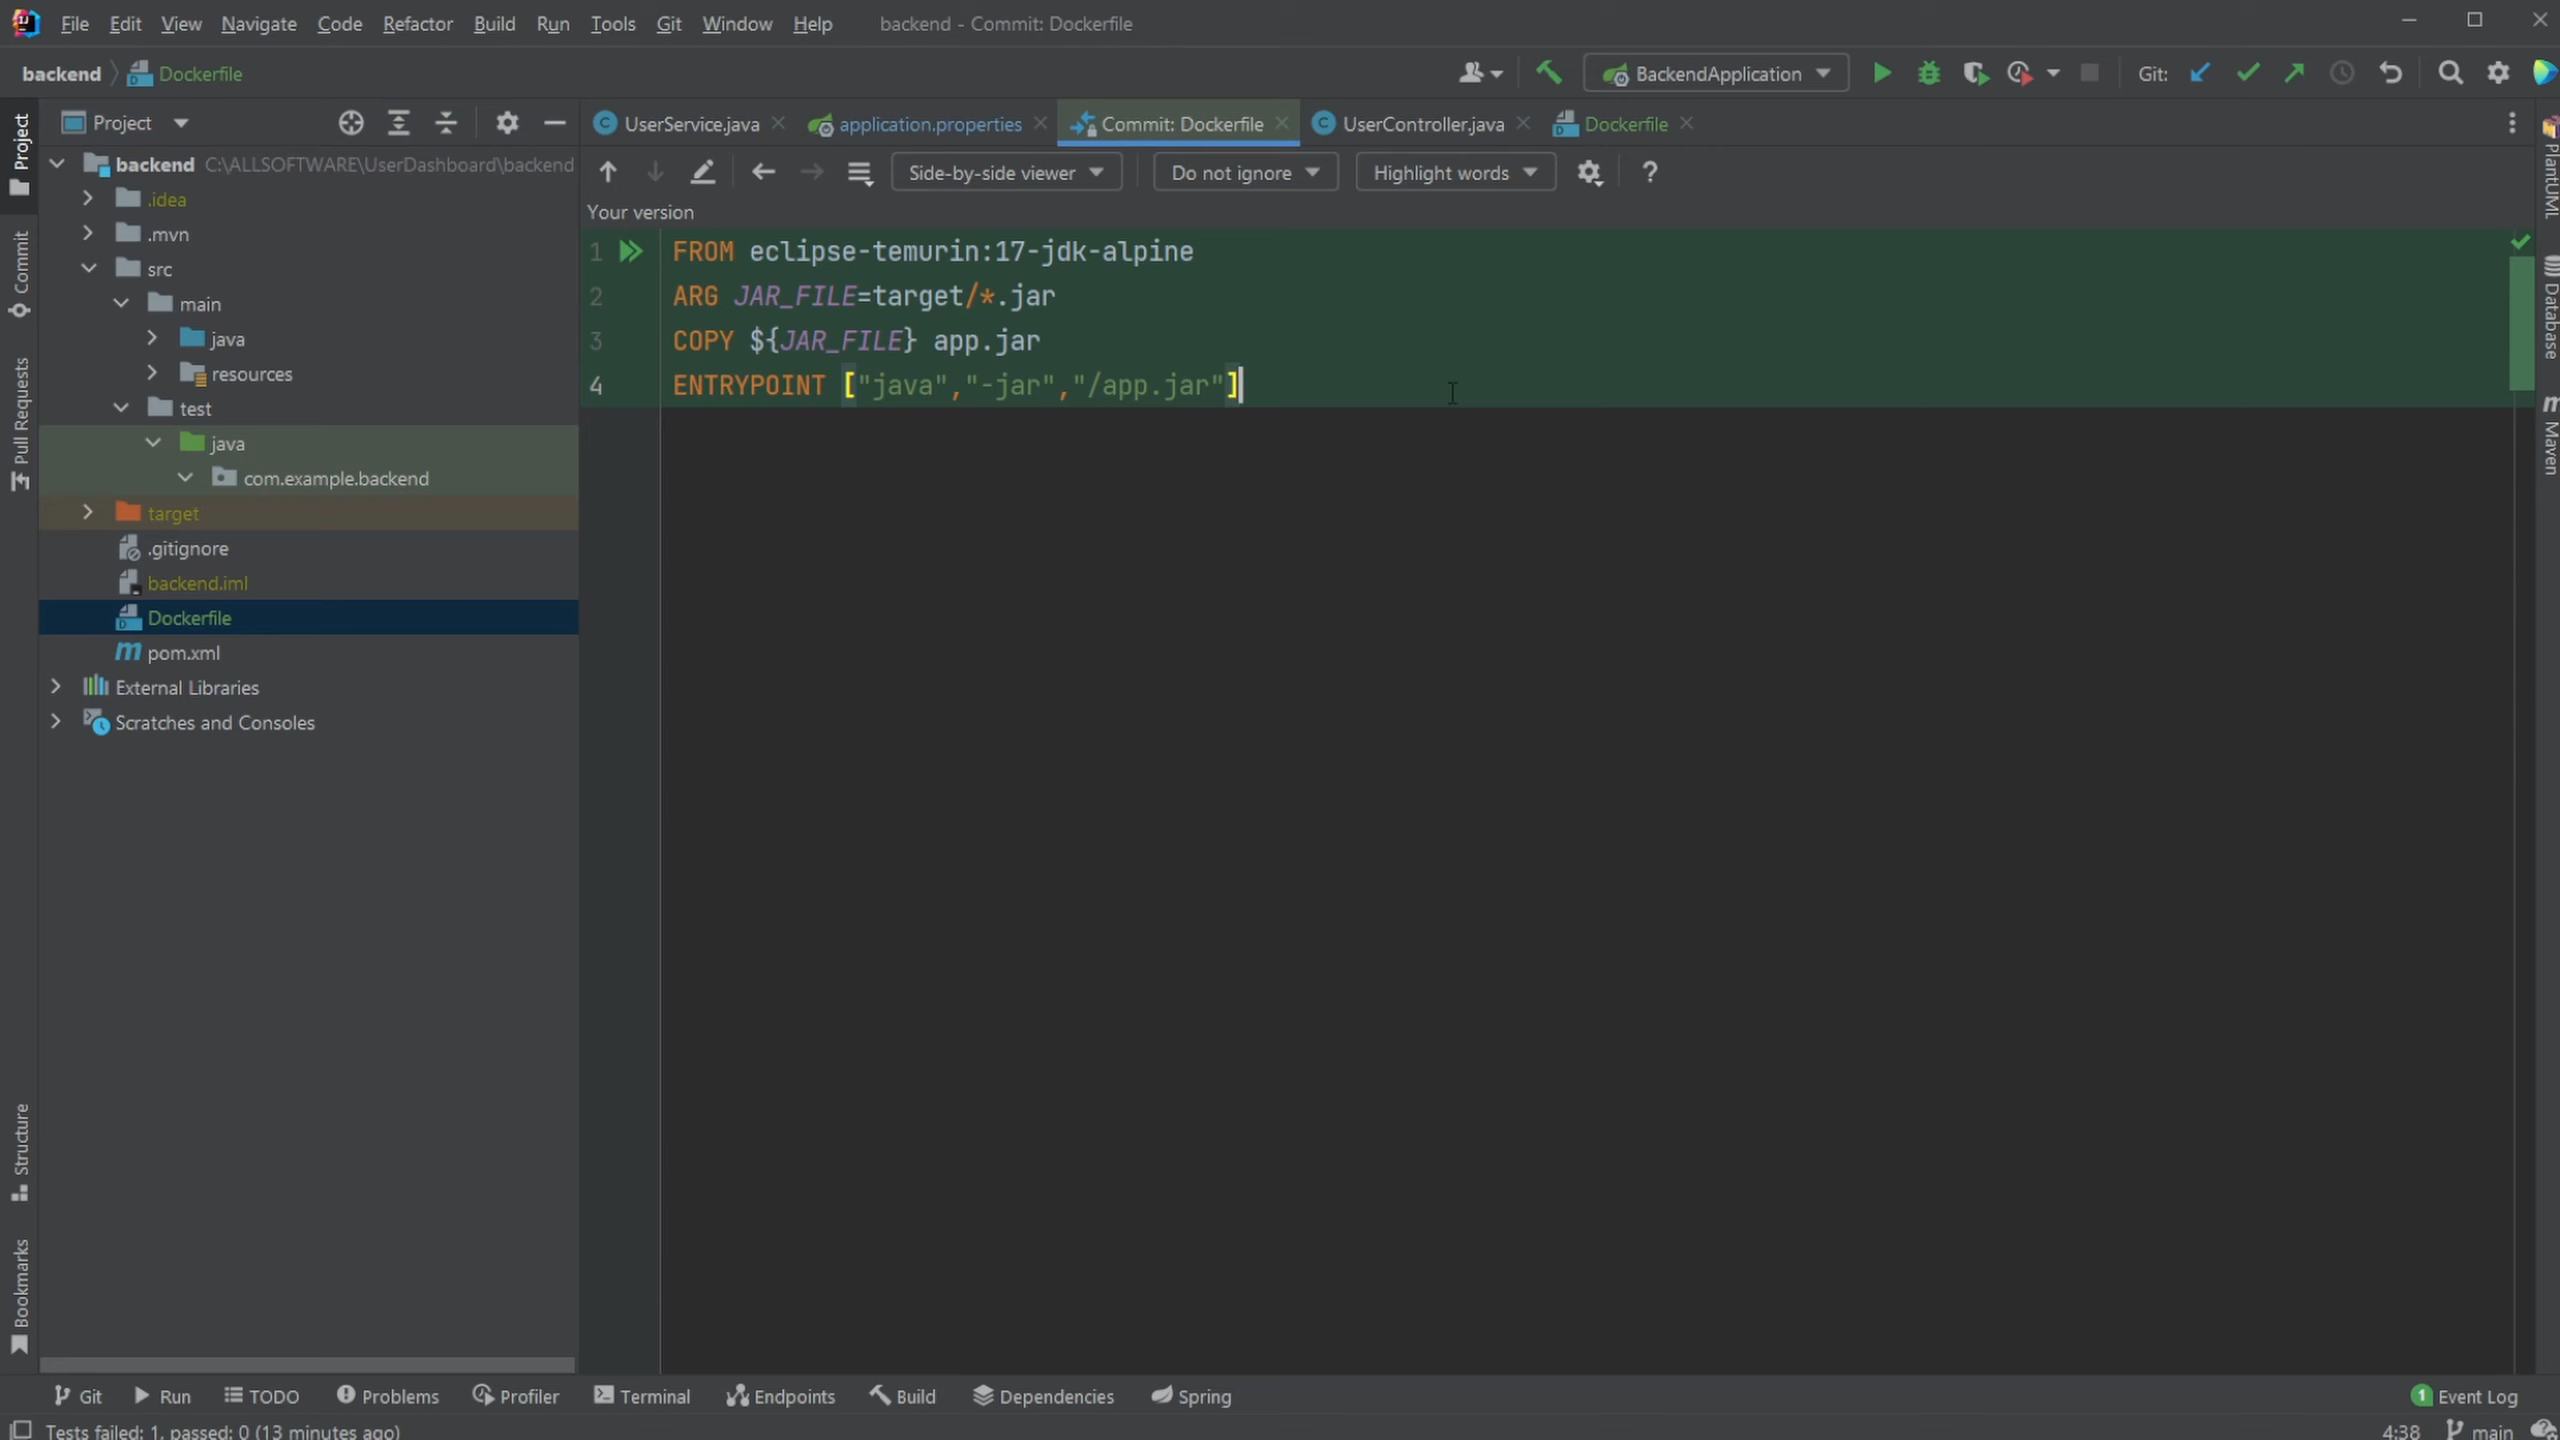 File Edit View Navigate Code Refactor Build Run Tools Git Window Help backend - Commit: Dockerfile
backend Dockerfile BackendApplication Git:
Project UserService.java application.properties Commit: Dockerfile UserController.java Dockerfile
Side-by-side viewer Do not ignore Highlight words ?
Your version
1 FROM eclipse-temurin:17-jdk-alpine
2 ARG JAR_FILE=target/*.jar
3 COPY ${JAR_FILE} app.jar
4 ENTRYPOINT ["java","-jar","/app.jar"]
backend C:\ALLSOFTWARE\UserDashboard\backend
.idea
.mvn
src
main
java
resources
test
java
com.example.backend
target
.gitignore
backend.iml
Dockerfile
pom.xml
External Libraries
Scratches and Consoles
Project
Commit
Pull Requests
Structure
Bookmarks
PlantUML
Database
Maven
Git Run TODO Problems Profiler Terminal Endpoints Build Dependencies Spring 1 Event Log
Tests failed: 1, passed: 0 (13 minutes ago) 4:38 main